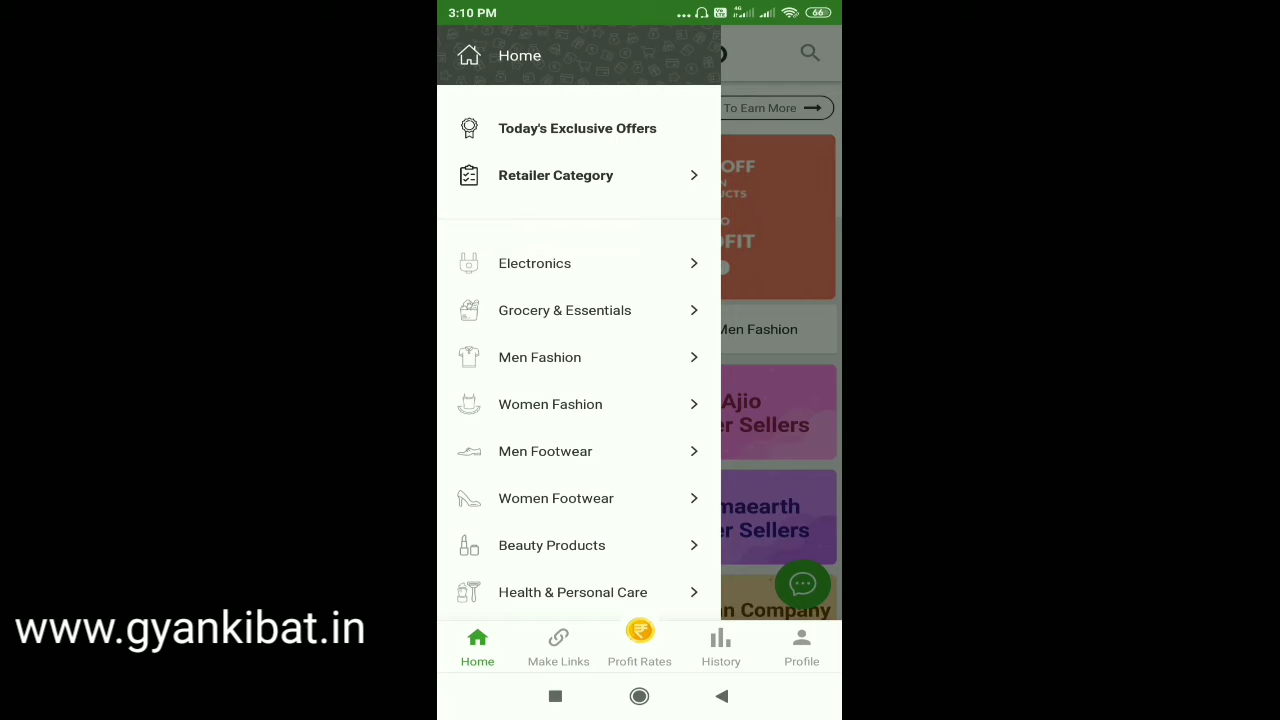 3:10 PM
4G
66
Home
To Earn More
Today's Exclusive Offers
Retailer Category
OFF
Electronics
Grocery & Essentials
Men Fashion
Men Fashion
Women Fashion
Ajio
Sellers
Men Footwear
Women Footwear
Sellers
Beauty Products
Health & Personal Care
Company
www.gyankibat.in
Home
Make Links
Profit Rates
History
Profile